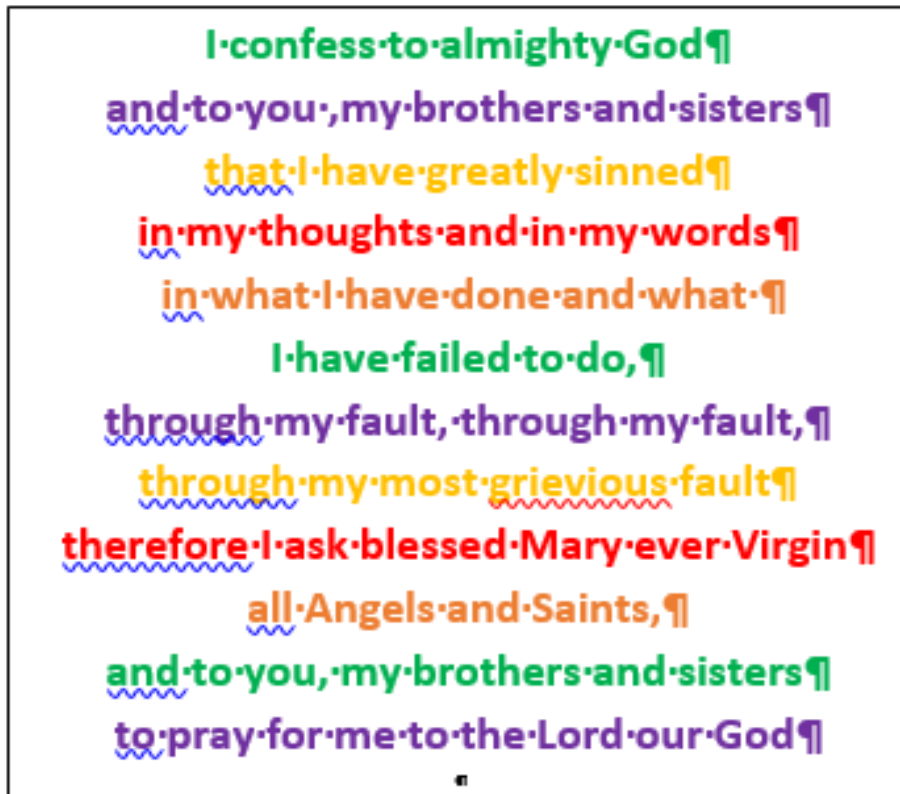 I·confess·to·almighty·God¶
and·to·you·,my·brothers·and·sisters¶
that·I·have·greatly·sinned¶
in·my·thoughts·and·in·my·words¶
in·what·I·have·done·and·what·¶
I·have·failed·to·do,¶
through·my·fault,·through·my·fault,¶
through·my·most·grievious·fault¶
therefore·I·ask·blessed·Mary·ever·Virgin¶
all·Angels·and·Saints,¶
and·to·you,·my·brothers·and·sisters¶
to·pray·for·me·to·the·Lord·our·God¶
¶